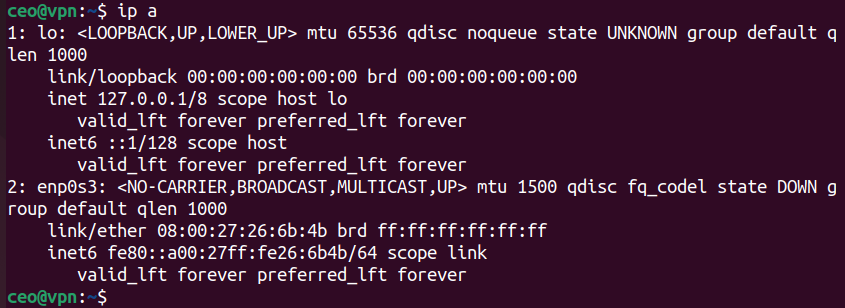 ceo@vpn:~$ ip a
1: lo: <LOOPBACK,UP,LOWER_UP> mtu 65536 qdisc noqueue state UNKNOWN group default q
len 1000
    link/loopback 00:00:00:00:00:00 brd 00:00:00:00:00:00
    inet 127.0.0.1/8 scope host lo
       valid_lft forever preferred_lft forever
    inet6 ::1/128 scope host
       valid_lft forever preferred_lft forever
2: enp0s3: <NO-CARRIER,BROADCAST,MULTICAST,UP> mtu 1500 qdisc fq_codel state DOWN g
roup default qlen 1000
    link/ether 08:00:27:26:6b:4b brd ff:ff:ff:ff:ff:ff
    inet6 fe80::a00:27ff:fe26:6b4b/64 scope link
       valid_lft forever preferred_lft forever
ceo@vpn:~$